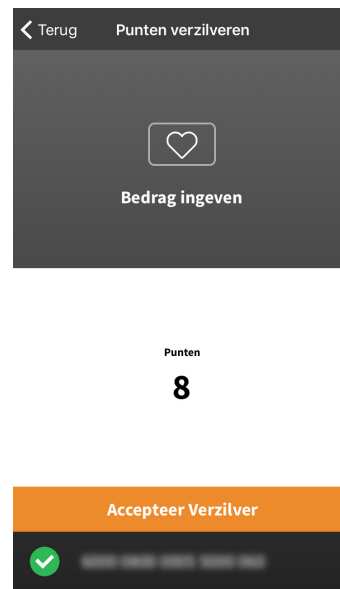 Terug
Punten verzilveren
Bedrag ingeven
Punten
8
Accepteer Verzilver